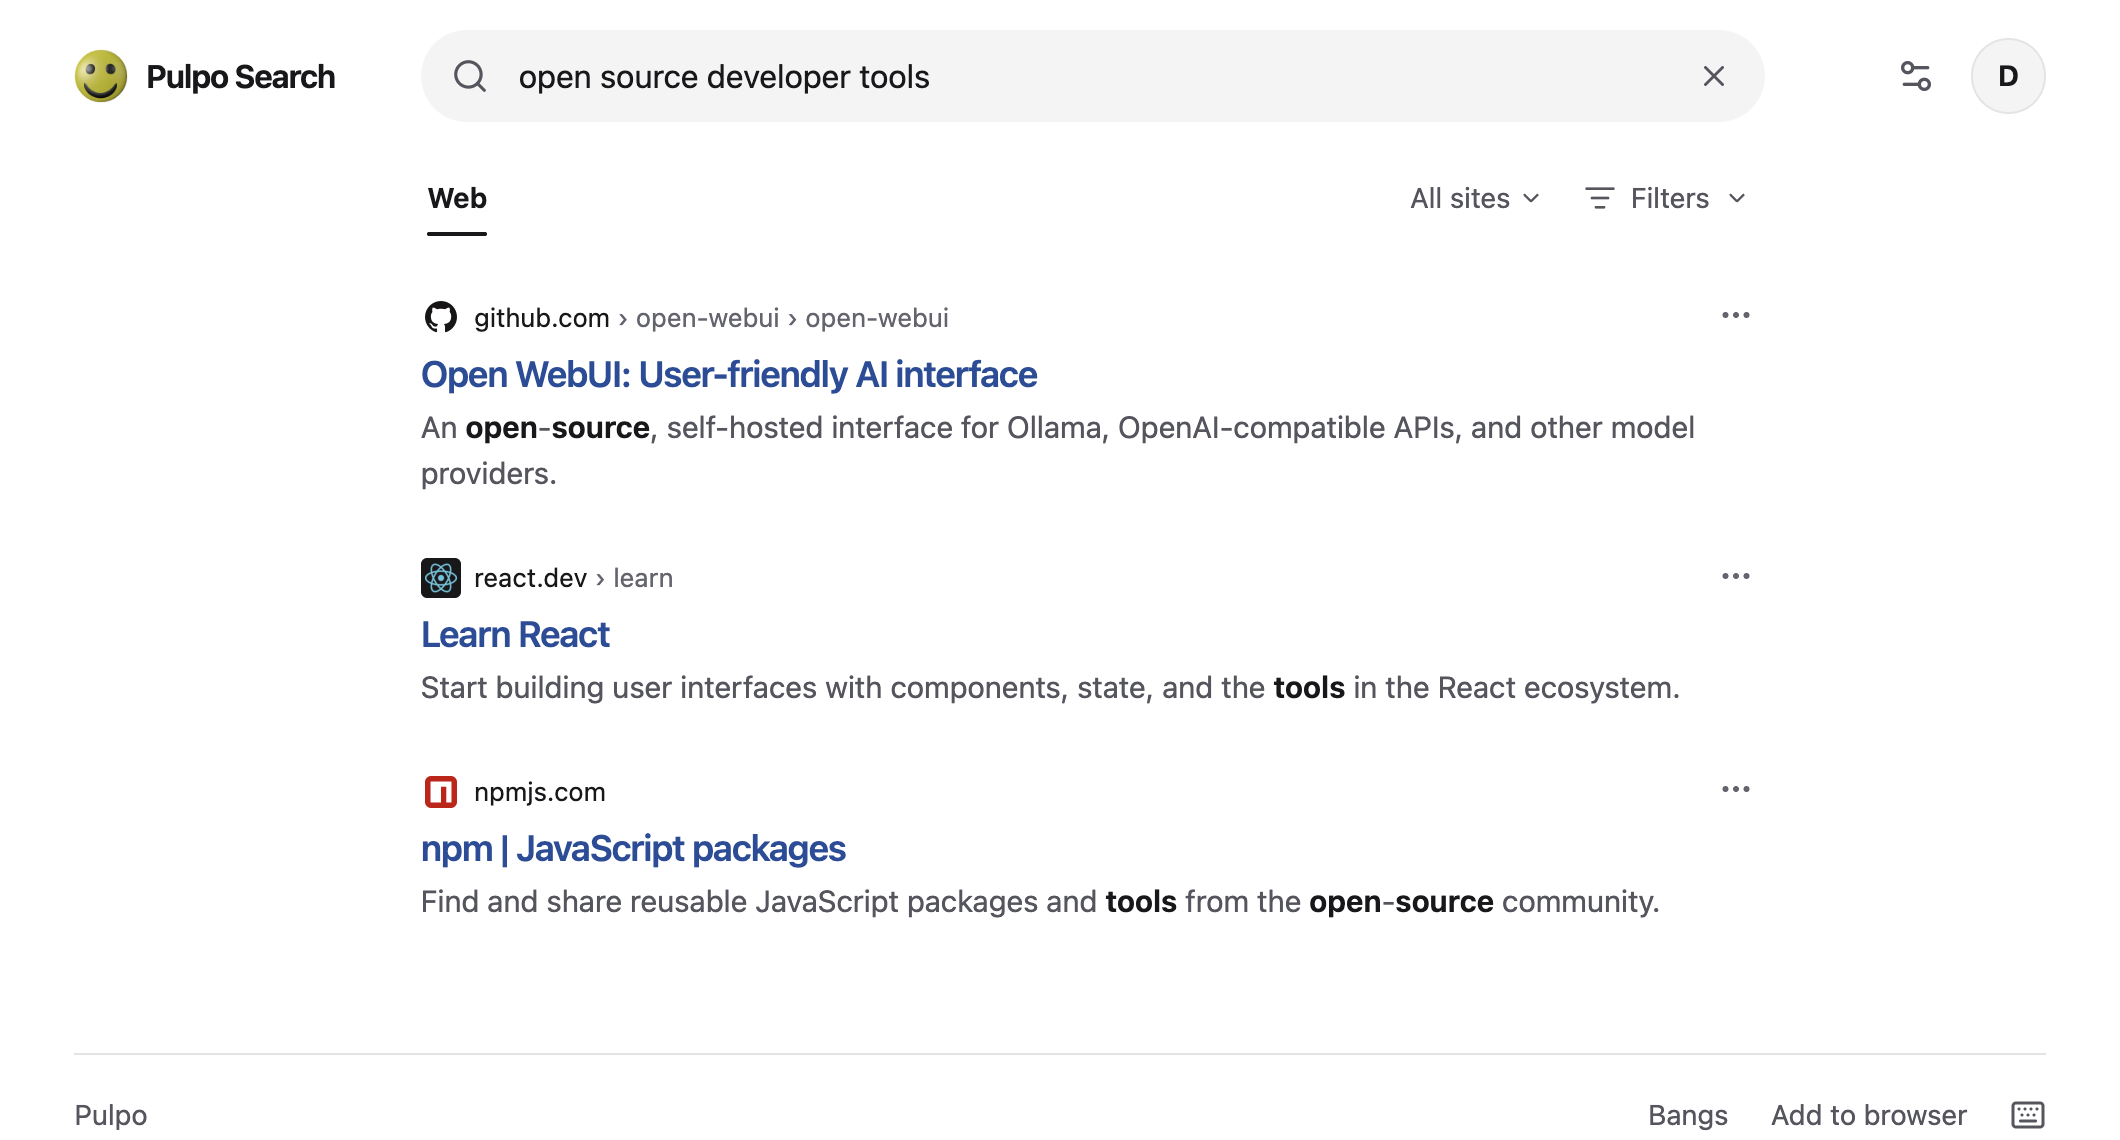 Pulpo Search
open source developer tools
D
Web
All sites
Filters
github.com › open-webui › open-webui
Open WebUI: User-friendly AI interface
An open-source, self-hosted interface for Ollama, OpenAI-compatible APIs, and other model
providers.
react.dev › learn
Learn React
Start building user interfaces with components, state, and the tools in the React ecosystem.
npmjs.com
npm | JavaScript packages
Find and share reusable JavaScript packages and tools from the open-source community.
Pulpo
Bangs
Add to browser